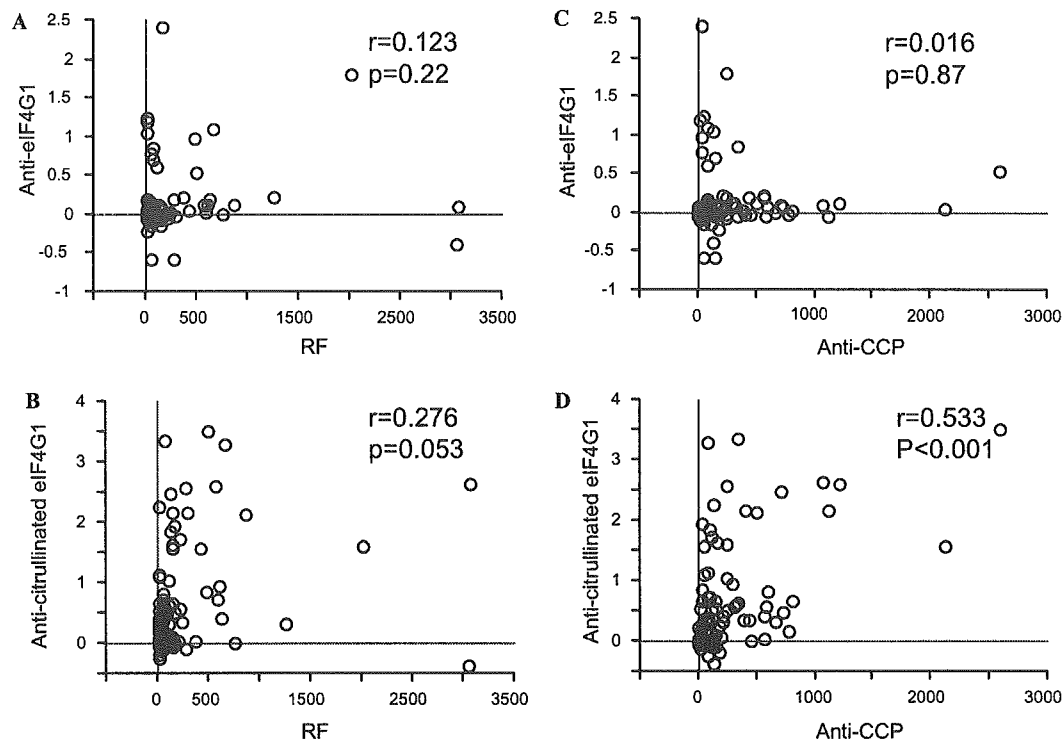 A
r=0.123
p=0.22
Anti-eIF4G1
2.5
2
1.5
1
0.5
0
-0.5
-1
0 500 1500 2500 3500
RF
C
r=0.016
p=0.87
Anti-eIF4G1
2.5
2
1.5
1
0.5
0
-0.5
-1
0 1000 2000 3000
Anti-CCP
B
r=0.276
p=0.053
Anti-citrullinated eIF4G1
4
3
2
1
0
0 500 1500 2500 3500
RF
D
r=0.533
P<0.001
Anti-citrullinated eIF4G1
4
3
2
1
0
0 1000 2000 3000
Anti-CCP